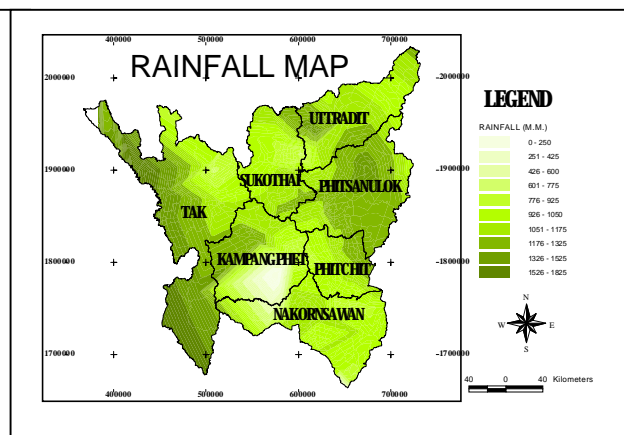 400000 500000 600000 700000
RAINFALL MAP
2000000 2000000
UTTRADIT
1900000 1900000
SUKOTHAI PHITSANULOK
TAK
KAMPANG PHET
1800000 PHITCHIT 1800000
NAKORNSAWAN
1700000 1700000
400000 500000 600000 700000
LEGEND
RAINFALL (M.M.)
0 - 250
251 - 425
426 - 600
601 - 775
776 - 925
926 - 1050
1051 - 1175
1176 - 1325
1326 - 1525
1526 - 1825
N
W E
S
40 0 40 Kilometers